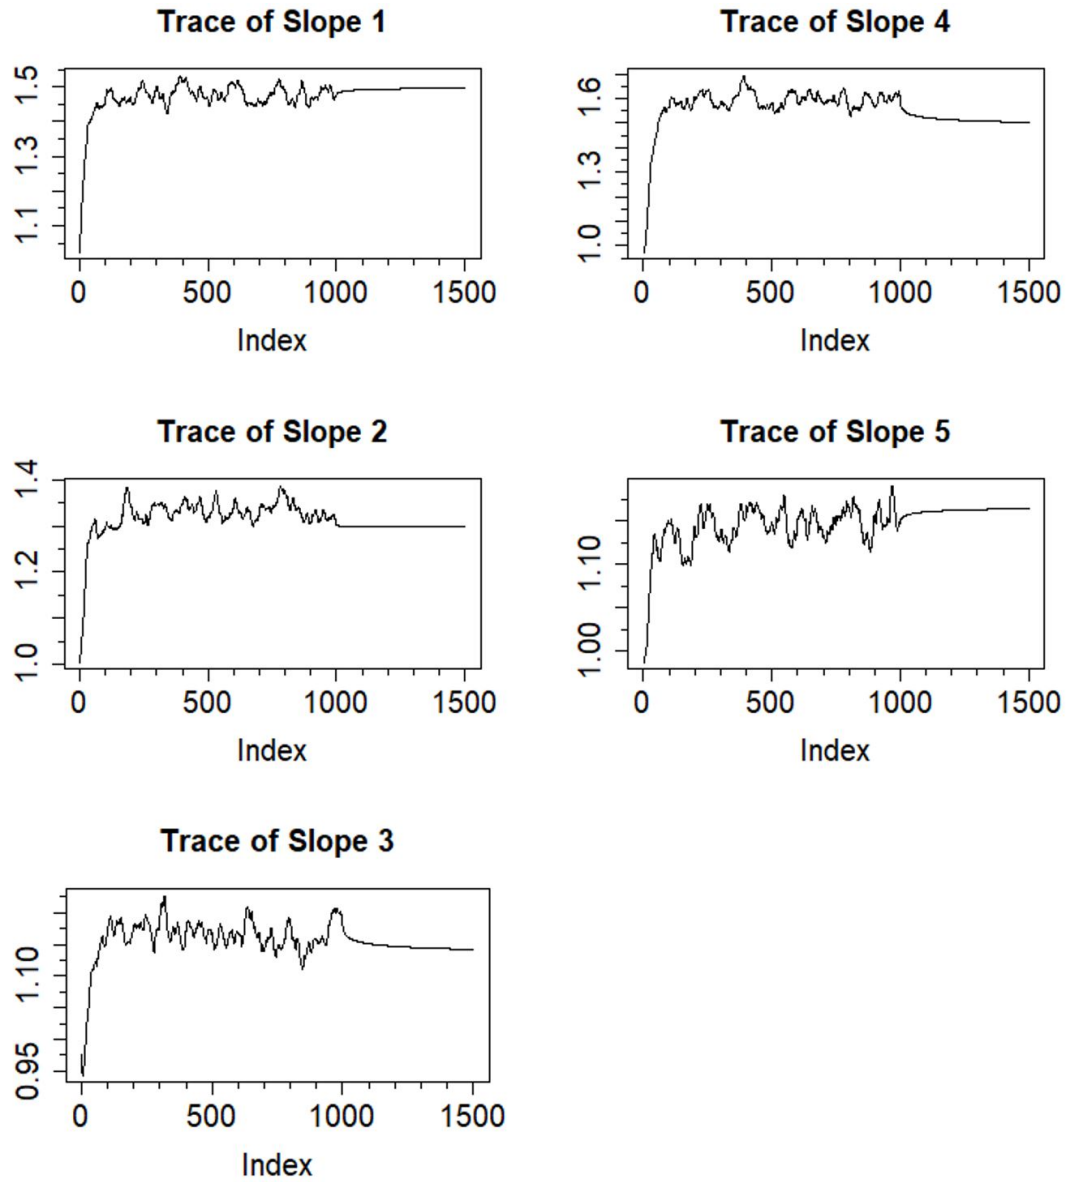 Trace of Slope 1
1.5
1.3
1.1
0 500 1000 1500
Index
Trace of Slope 4
1.6
1.3
1.0
0 500 1000 1500
Index
Trace of Slope 2
1.4
1.2
1.0
0 500 1000 1500
Index
Trace of Slope 5
1.10
1.00
0 500 1000 1500
Index
Trace of Slope 3
1.10
0.95
0 500 1000 1500
Index